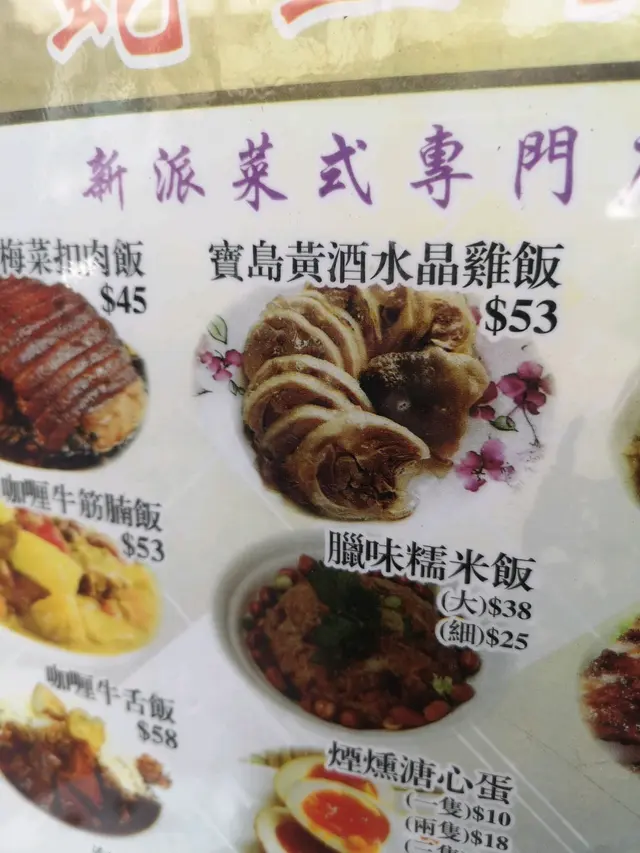 新派菜式專門
梅菜扣肉飯
$45
寶島黃酒水晶雞飯
$53
咖喱牛筋腩飯
$53
臘味糯米飯
(大)$38
(細)$25
咖喱牛舌飯
$58
煙燻溏心蛋
(一隻)$10
(兩隻)$18